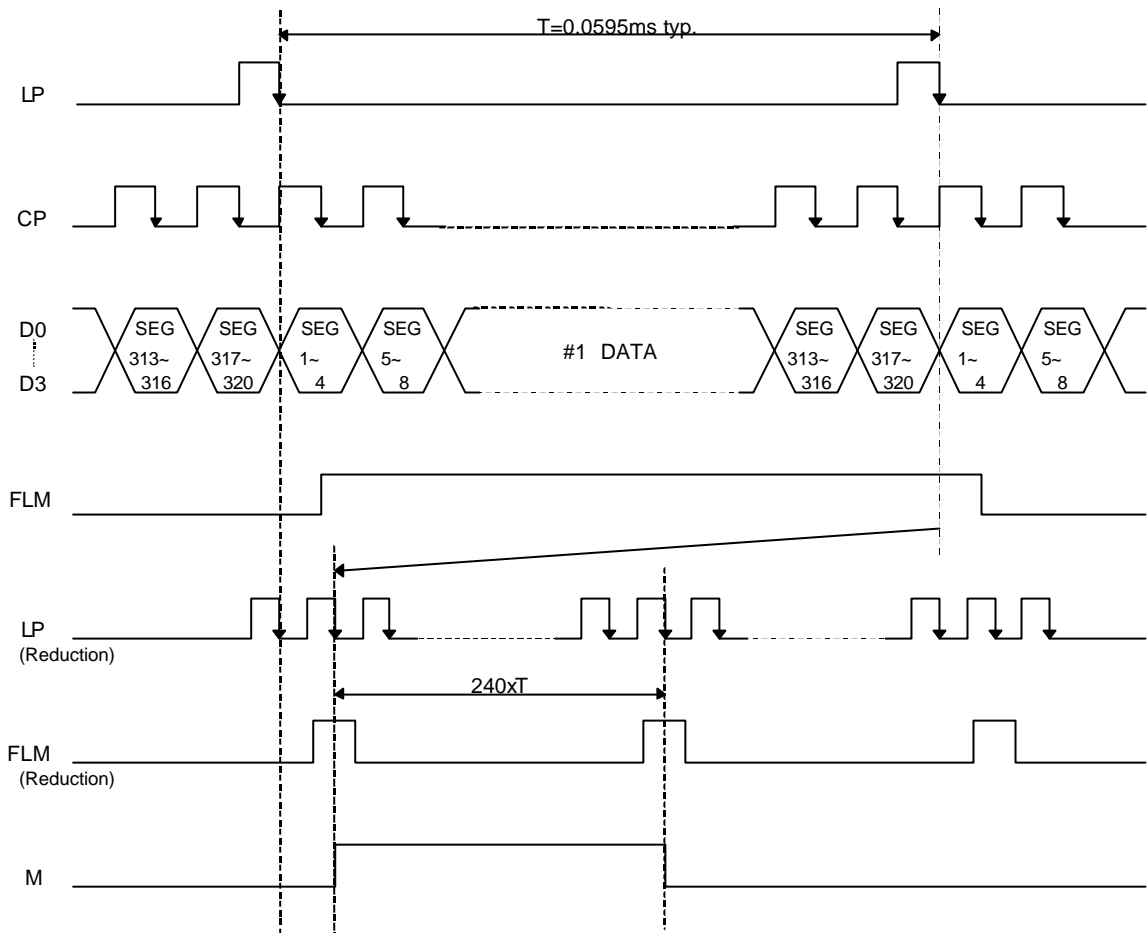 T=0.0595ms typ.
LP
CP
D0
D3
SEG
313~
316
SEG
317~
320
SEG
1~
4
SEG
5~
8
#1 DATA
SEG
313~
316
SEG
317~
320
SEG
1~
4
SEG
5~
8
FLM
LP
(Reduction)
240xT
FLM
(Reduction)
M